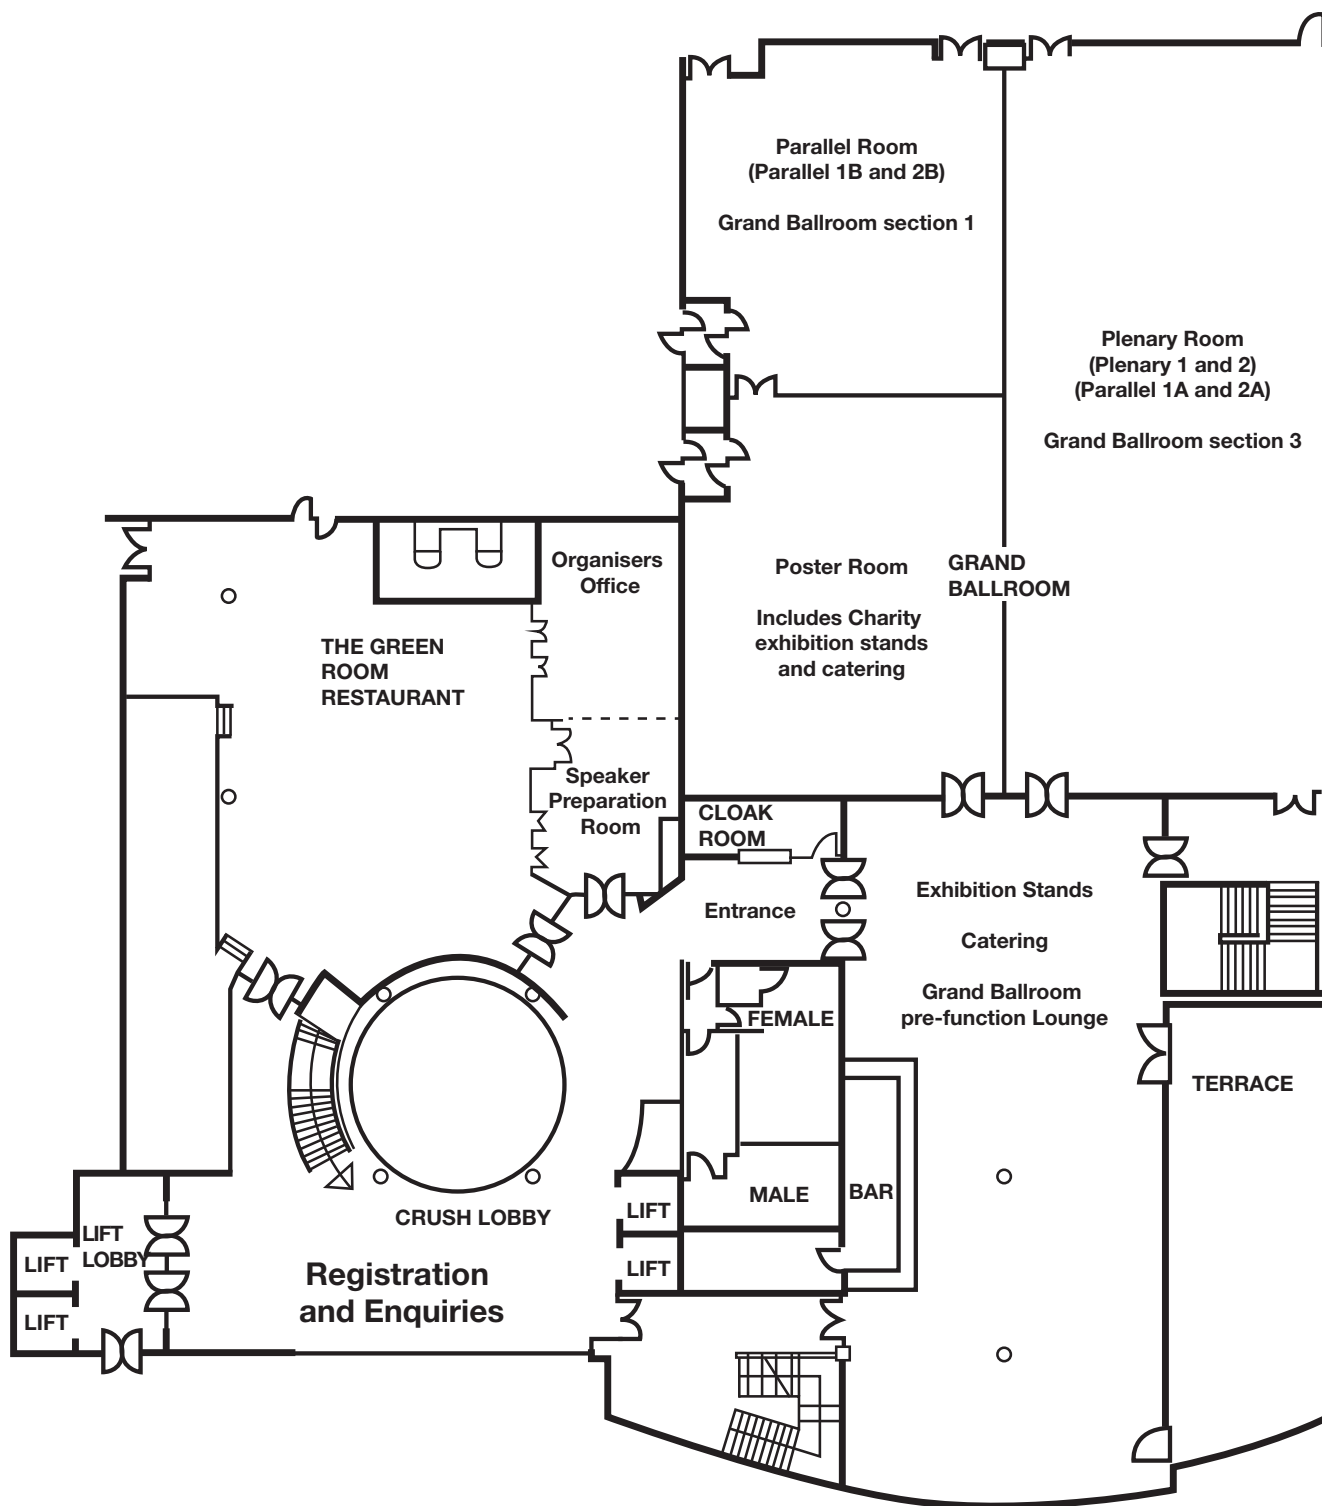 Parallel Room
(Parallel 1B and 2B)
Grand Ballroom section 1
Plenary Room
(Plenary 1 and 2)
(Parallel 1A and 2A)
Grand Ballroom section 3
Organisers
Office
Poster Room
Includes Charity
exhibition stands
and catering
GRAND
BALLROOM
THE GREEN
ROOM
RESTAURANT
Speaker
Preparation
Room
CLOAK
ROOM
Entrance
Exhibition Stands
Catering
Grand Ballroom
pre-function Lounge
FEMALE
TERRACE
MALE
BAR
LIFT
LIFT
CRUSH LOBBY
Registration
and Enquiries
LIFT
LOBBY
LIFT
LIFT